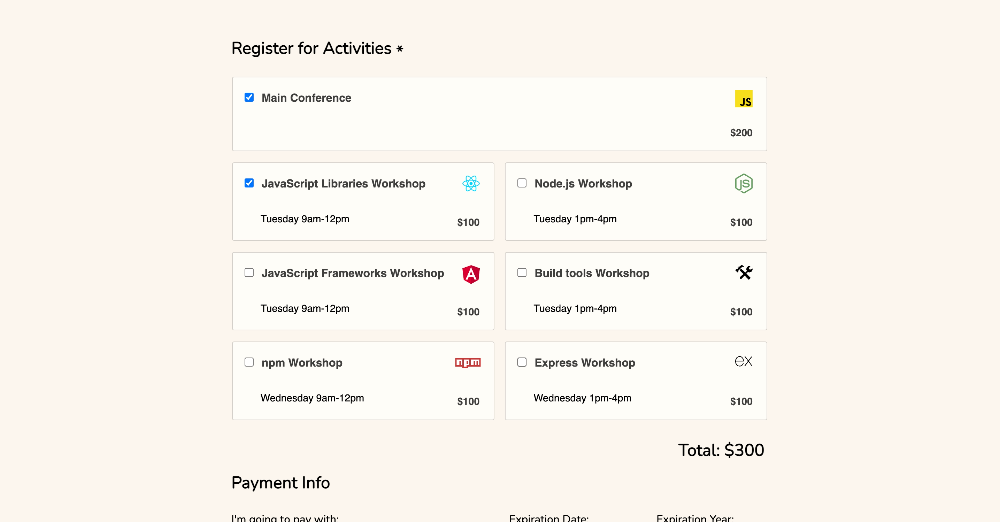 Register for Activities *
Main Conference
JS
$200
JavaScript Libraries Workshop
Tuesday 9am-12pm
$100
Node.js Workshop
JS
Tuesday 1pm-4pm
$100
JavaScript Frameworks Workshop
A
Tuesday 9am-12pm
$100
Build tools Workshop
Tuesday 1pm-4pm
$100
npm Workshop
npm
Wednesday 9am-12pm
$100
Express Workshop
ex
Wednesday 1pm-4pm
$100
Total: $300
Payment Info
I'm going to pay with:
Expiration Date:
Expiration Year: